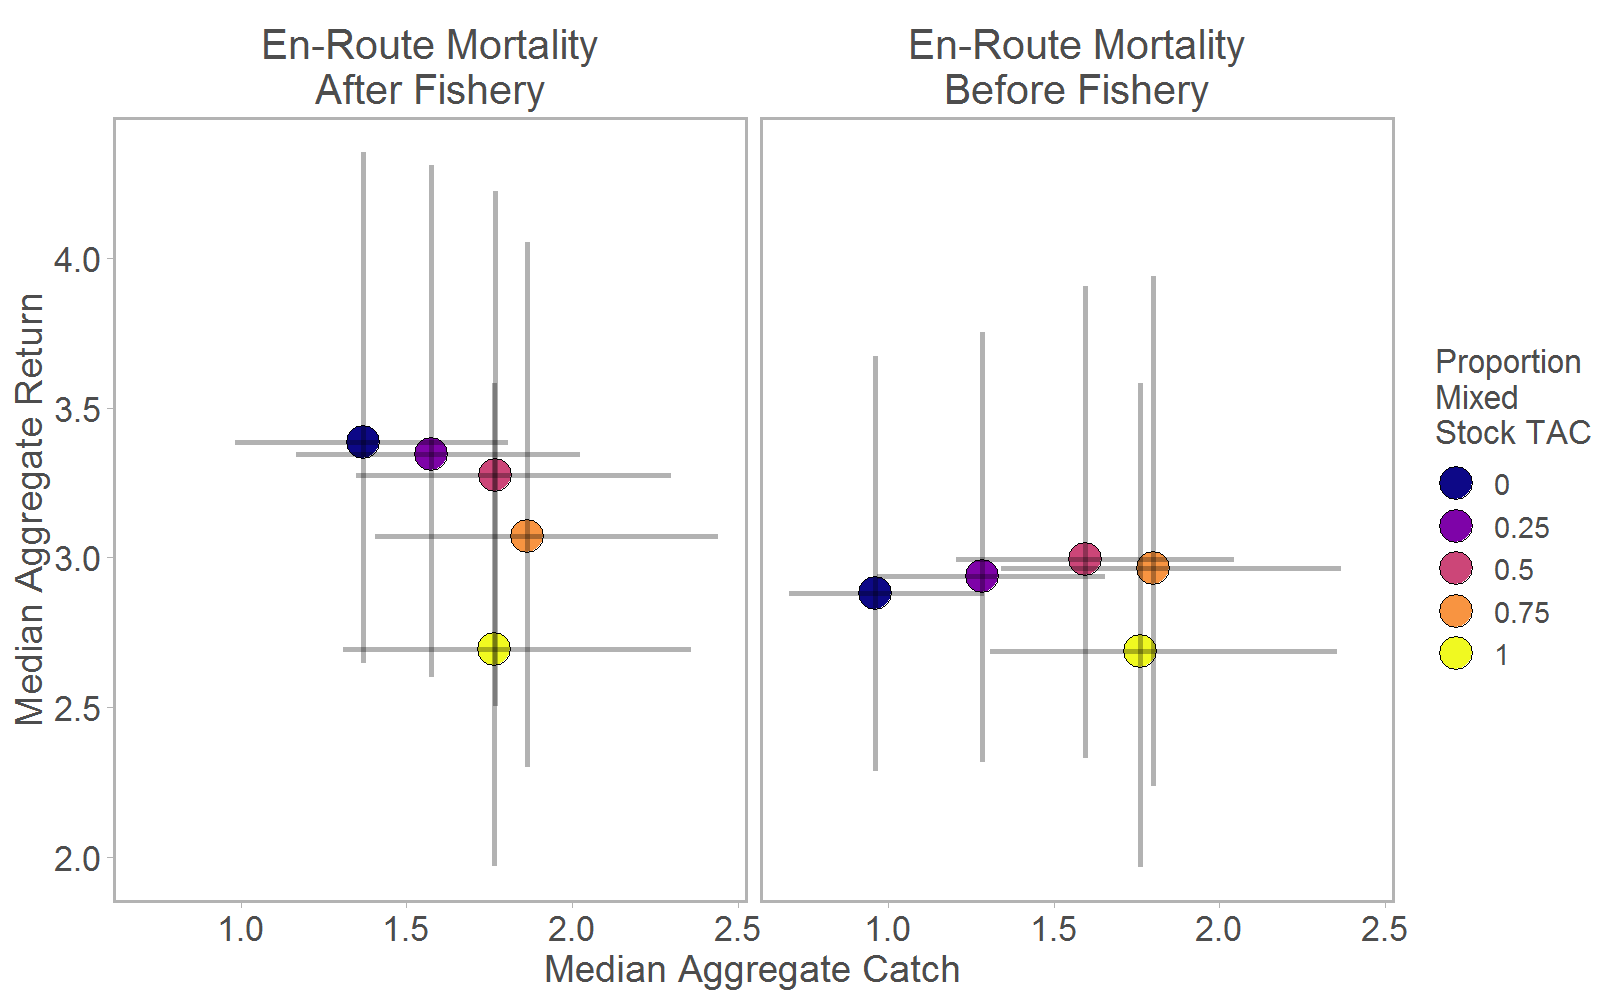 En-Route Mortality
After Fishery
En-Route Mortality
Before Fishery
Median Aggregate Return
4.0
3.5
3.0
2.5
2.0
1.0
1.5
2.0
2.5
1.0
1.5
2.0
2.5
Median Aggregate Catch
Proportion
Mixed
Stock TAC
0
0.25
0.5
0.75
1